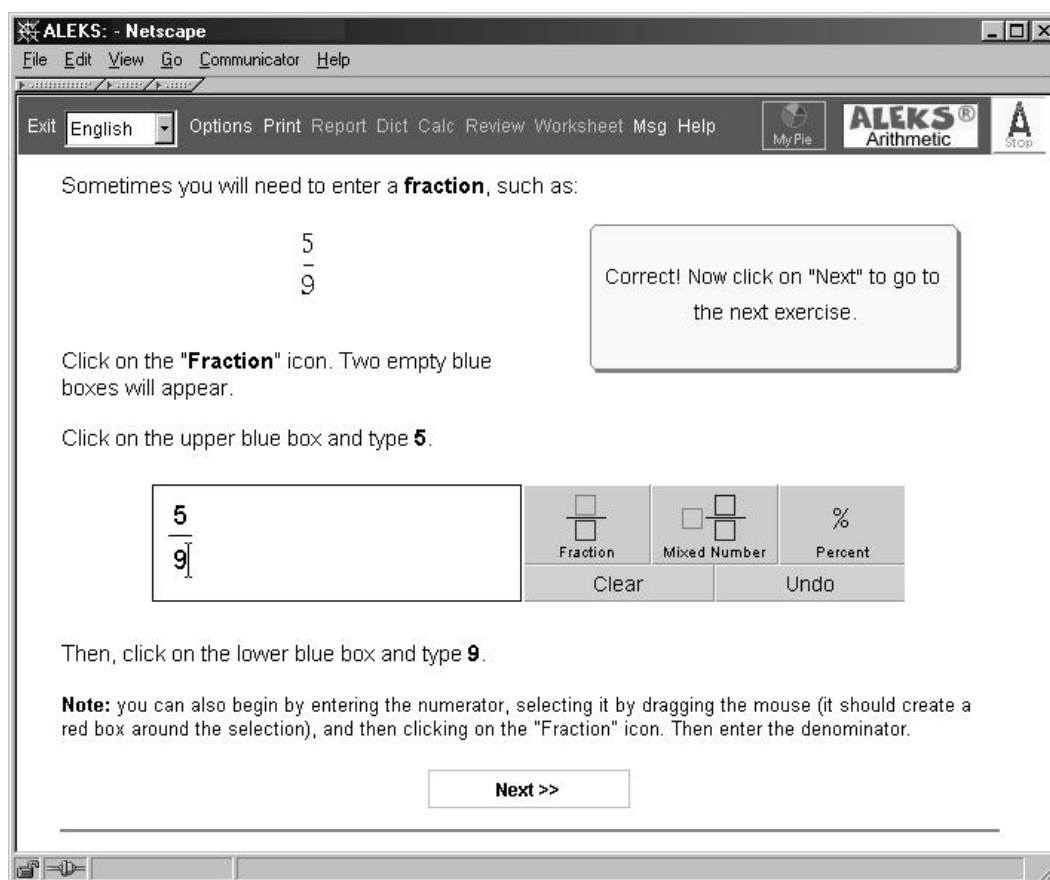 ALEKS: - Netscape
File Edit View Go Communicator Help
Exit English Options Print Report Dict Calc Review Worksheet Msg Help My Pie ALEKS® Arithmetic A Stop
Sometimes you will need to enter a fraction, such as:
5
9
Correct! Now click on "Next" to go to
the next exercise.
Click on the "Fraction" icon. Two empty blue
boxes will appear.
Click on the upper blue box and type 5.
5
9
%
Fraction Mixed Number Percent
Clear Undo
Then, click on the lower blue box and type 9.
Note: you can also begin by entering the numerator, selecting it by dragging the mouse (it should create a
red box around the selection), and then clicking on the "Fraction" icon. Then enter the denominator.
Next >>